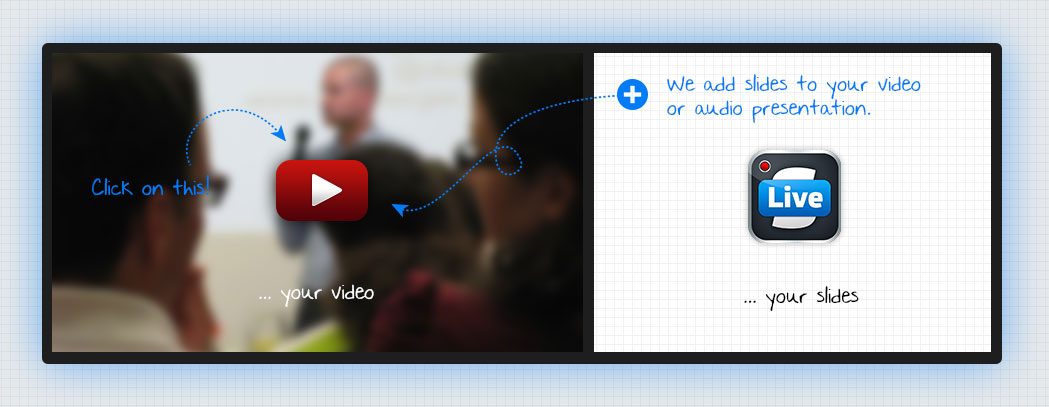 Click on this!
... your video
We add slides to your video
or audio presentation.
Live
... your slides